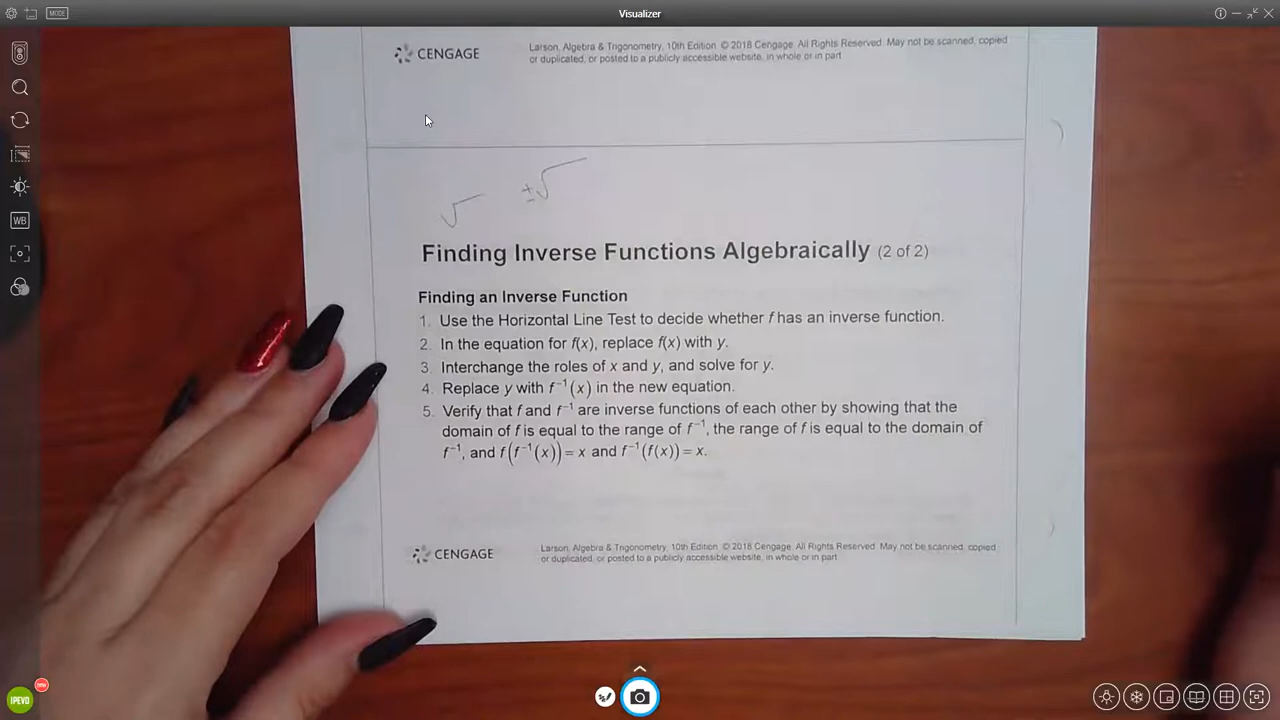 MODE
Visualizer
CENGAGE
Larson, Algebra & Trigonometry, 10th Edition. © 2018 Cengage. All Rights Reserved. May not be scanned, copied
or duplicated, or posted to a publicly accessible website, in whole or in part
√ ±√
Finding Inverse Functions Algebraically (2 of 2)
Finding an Inverse Function
1. Use the Horizontal Line Test to decide whether f has an inverse function.
2. In the equation for f(x), replace f(x) with y.
3. Interchange the roles of x and y, and solve for y.
4. Replace y with f⁻¹(x) in the new equation.
5. Verify that f and f⁻¹ are inverse functions of each other by showing that the
domain of f is equal to the range of f⁻¹, the range of f is equal to the domain of
f⁻¹, and f(f⁻¹(x)) = x and f⁻¹(f(x)) = x.
CENGAGE
Larson, Algebra & Trigonometry, 10th Edition. © 2018 Cengage. All Rights Reserved. May not be scanned, copied
or duplicated, or posted to a publicly accessible website, in whole or in part
WB
IPEVO
new